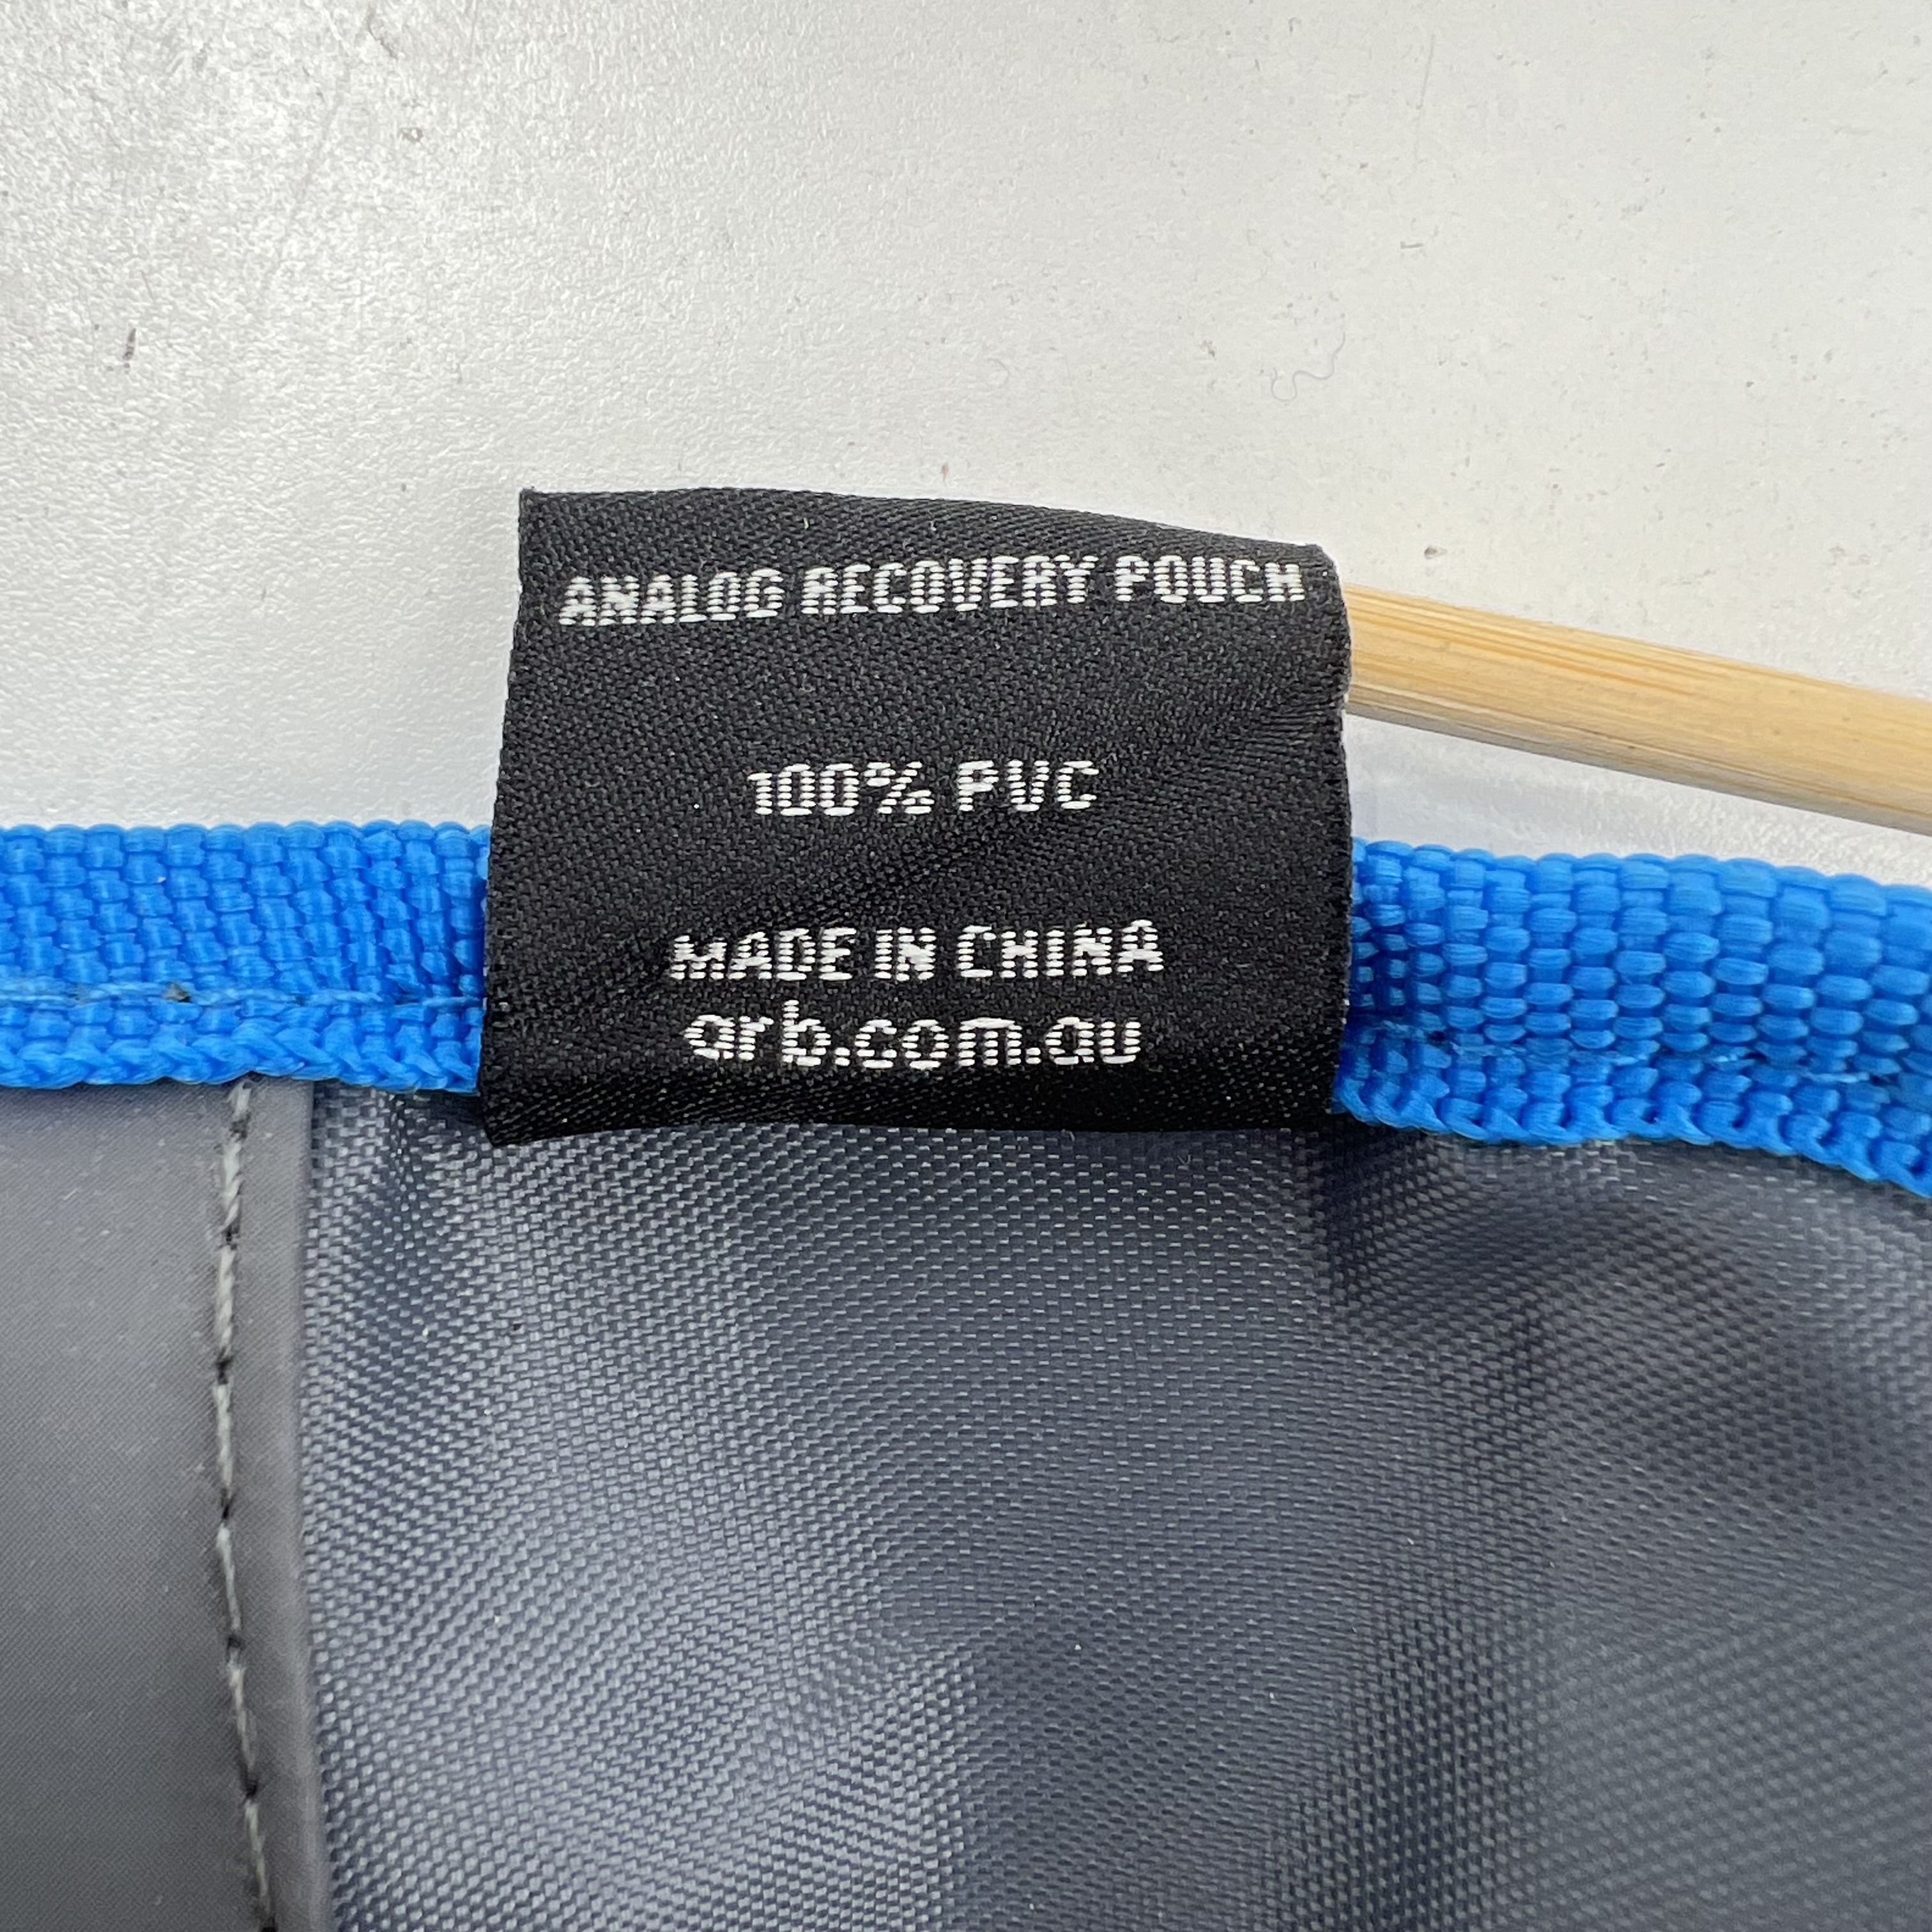 ANALOG RECOVERY POUCH
100% PVC
MADE IN CHINA
arb.com.au